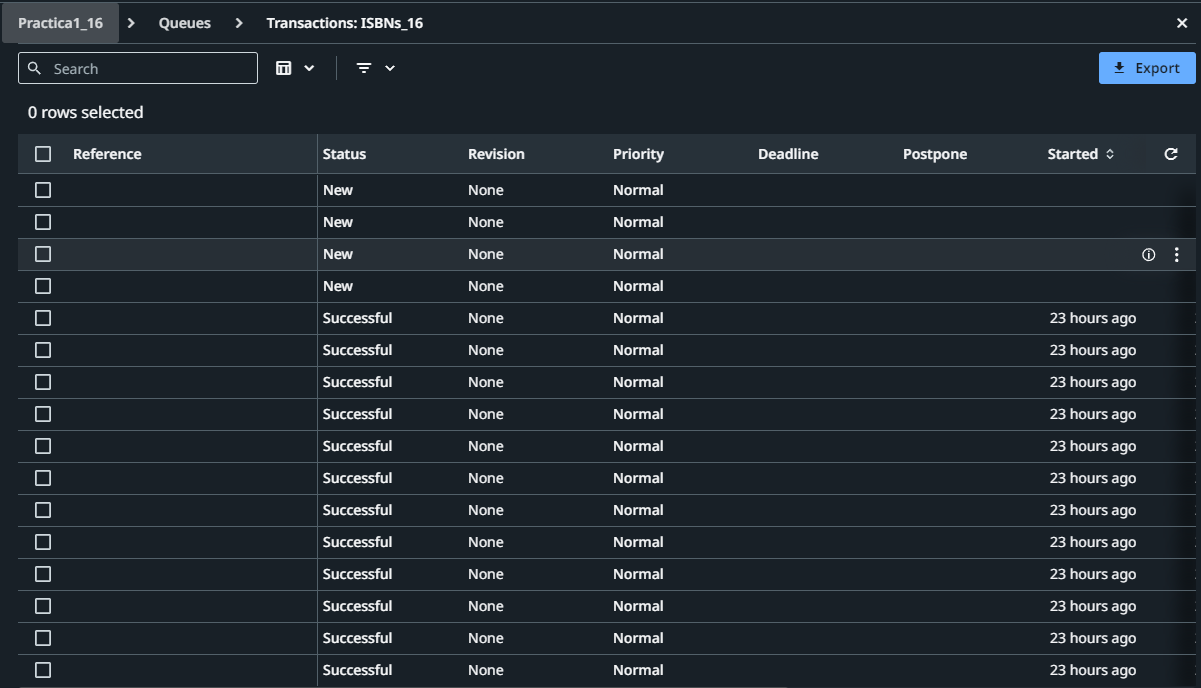 Practica1_16 > Queues > Transactions: ISBNs_16
Search
Export
0 rows selected
Reference Status Revision Priority Deadline Postpone Started
New None Normal
New None Normal
New None Normal
New None Normal
Successful None Normal 23 hours ago
Successful None Normal 23 hours ago
Successful None Normal 23 hours ago
Successful None Normal 23 hours ago
Successful None Normal 23 hours ago
Successful None Normal 23 hours ago
Successful None Normal 23 hours ago
Successful None Normal 23 hours ago
Successful None Normal 23 hours ago
Successful None Normal 23 hours ago
Successful None Normal 23 hours ago
Successful None Normal 23 hours ago